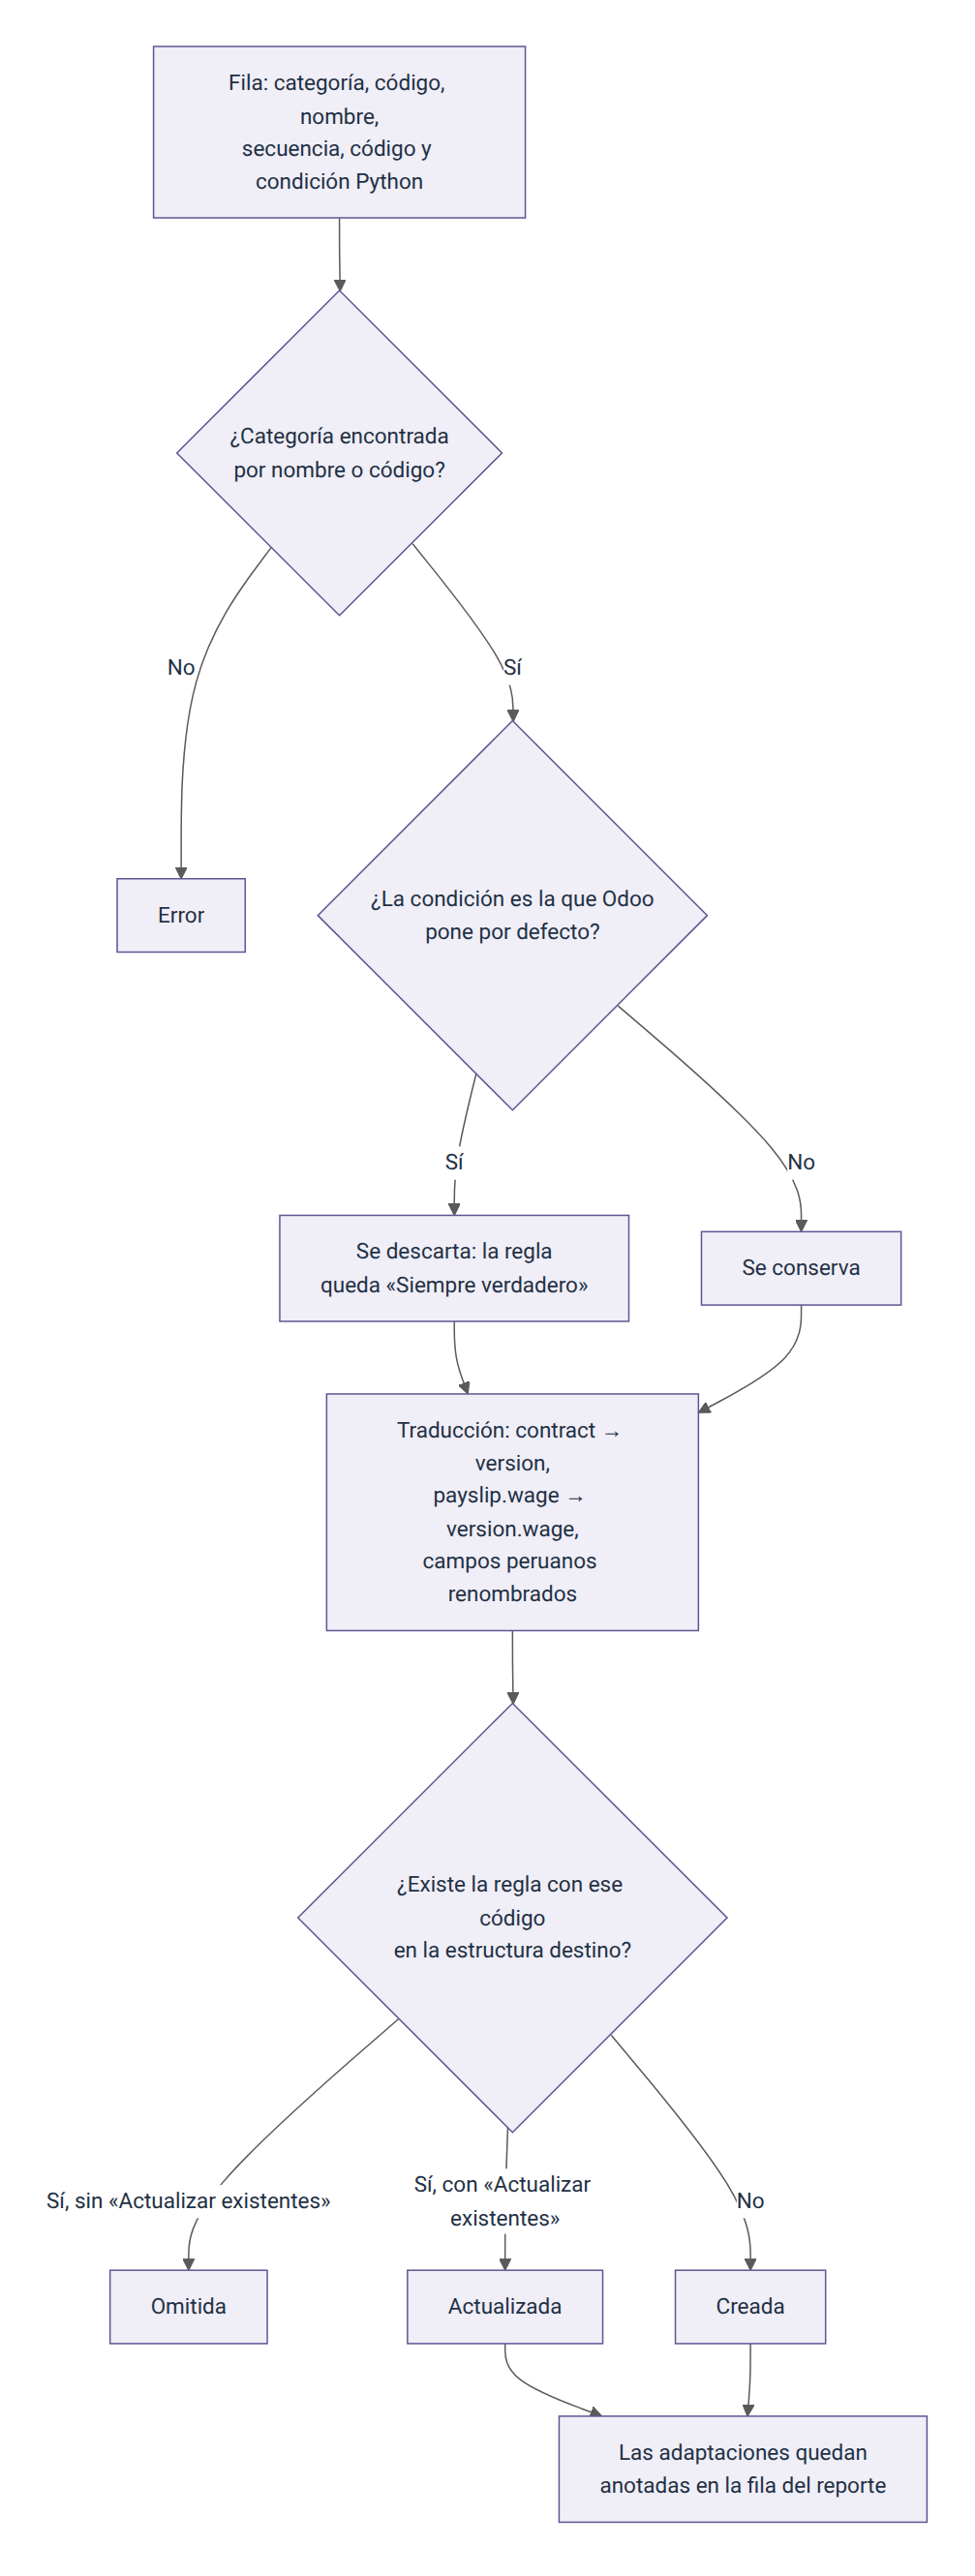 Fila: categoría, código,
nombre,
secuencia, código y
condición Python
¿Categoría encontrada
por nombre o código?
No
Sí
Error
¿La condición es la que Odoo
pone por defecto?
Sí
No
Se descarta: la regla
queda «Siempre verdadero»
Se conserva
Traducción: contract →
version,
payslip.wage →
version.wage,
campos peruanos
renombrados
¿Existe la regla con ese
código
en la estructura destino?
Sí, sin «Actualizar existentes»
Sí, con «Actualizar
existentes»
No
Omitida
Actualizada
Creada
Las adaptaciones quedan
anotadas en la fila del reporte